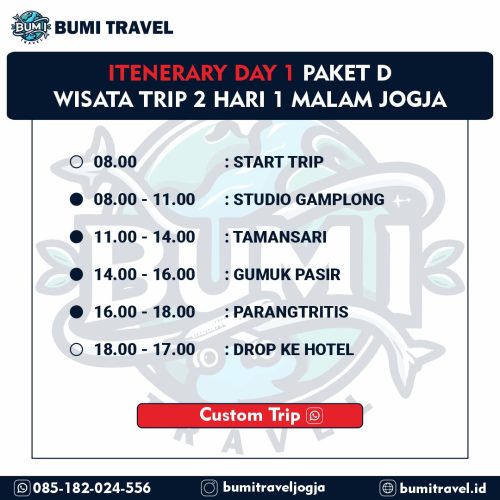 BUMI
TRAVEL
BUMI TRAVEL
ITENERARY DAY 1 PAKET D
WISATA TRIP 2 HARI 1 MALAM JOGJA
08.00 : START TRIP
08.00 - 11.00 : STUDIO GAMPLONG
11.00 - 14.00 : TAMANSARI
14.00 - 16.00 : GUMUK PASIR
16.00 - 18.00 : PARANGTRITIS
18.00 - 17.00 : DROP KE HOTEL
BUMI
TRAVEL
Custom Trip
085-182-024-556 bumitraveljogja bumitravel.id